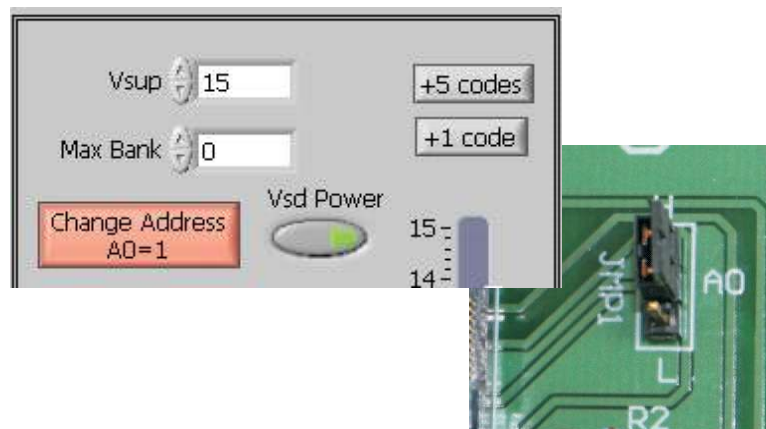 Vsup 15
+5 codes
Max Bank 0
+1 code
Vsd Power
Change Address
A0=1
15
14
JMP1
A0
L
R2